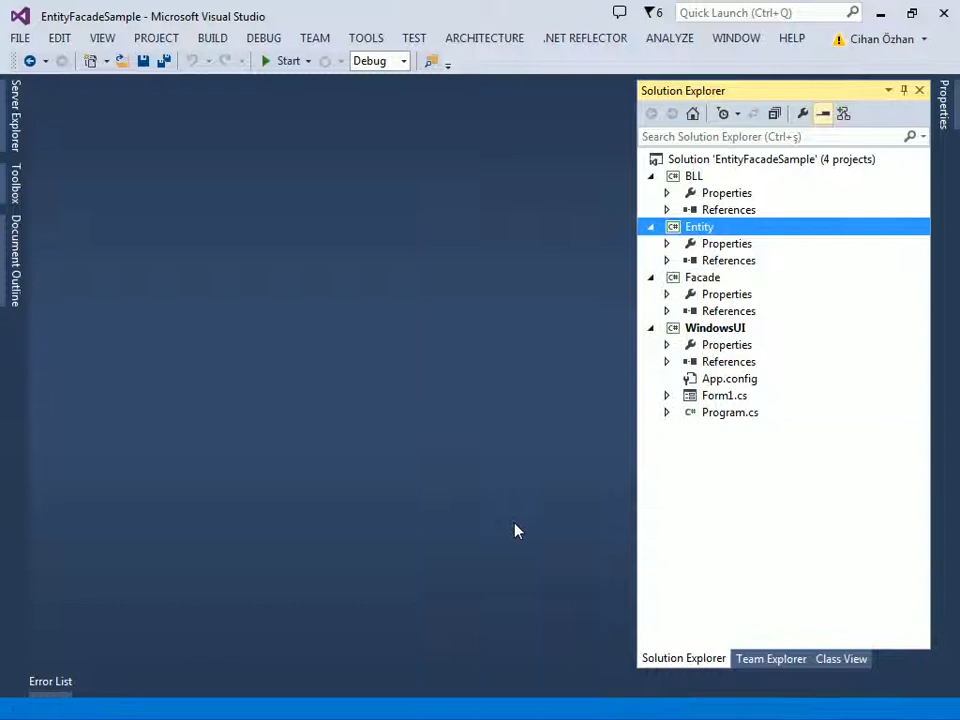 EntityFacadeSample - Microsoft Visual Studio
6
Quick Launch (Ctrl+Q)
FILE EDIT VIEW PROJECT BUILD DEBUG TEAM TOOLS TEST ARCHITECTURE .NET REFLECTOR ANALYZE WINDOW HELP Cihan Özhan
Start Debug
Server Explorer
Toolbox
Document Outline
Solution Explorer
Search Solution Explorer (Ctrl+ş)
Solution 'EntityFacadeSample' (4 projects)
C# BLL
Properties
References
C# Entity
Properties
References
C# Facade
Properties
References
C# WindowsUI
Properties
References
App.config
Form1.cs
C# Program.cs
Solution Explorer Team Explorer Class View
Properties
Error List